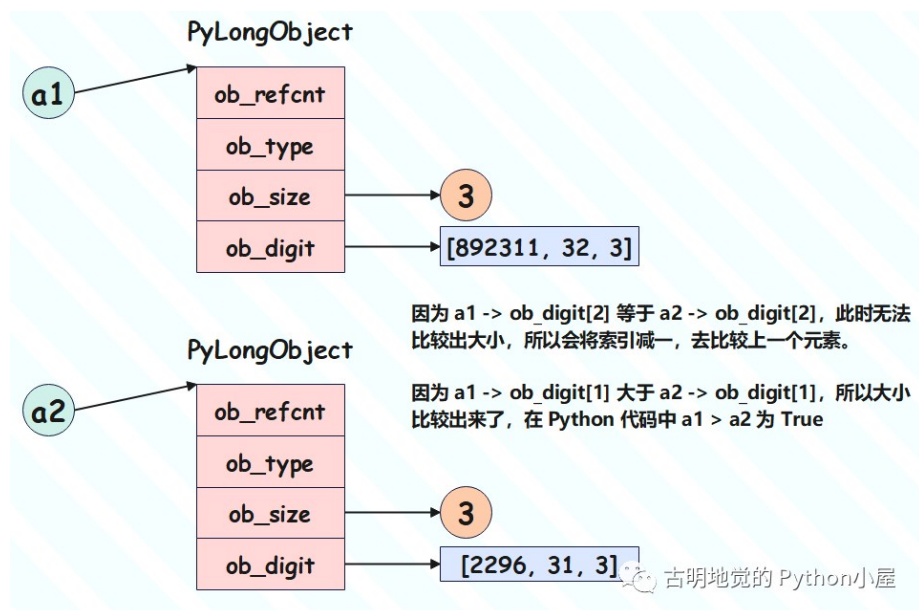 PyLongObject
a1
ob_refcnt
ob_type
ob_size
3
ob_digit
[892311, 32, 3]
因为 a1 -> ob_digit[2] 等于 a2 -> ob_digit[2]，此时无法
比较出大小，所以会将索引减一，去比较上一个元素。
PyLongObject
因为 a1 -> ob_digit[1] 大于 a2 -> ob_digit[1]，所以大小
比较出来了，在 Python 代码中 a1 > a2 为 True
a2
ob_refcnt
ob_type
ob_size
3
ob_digit
[2296, 31, 3]
古明地觉的 Python小屋